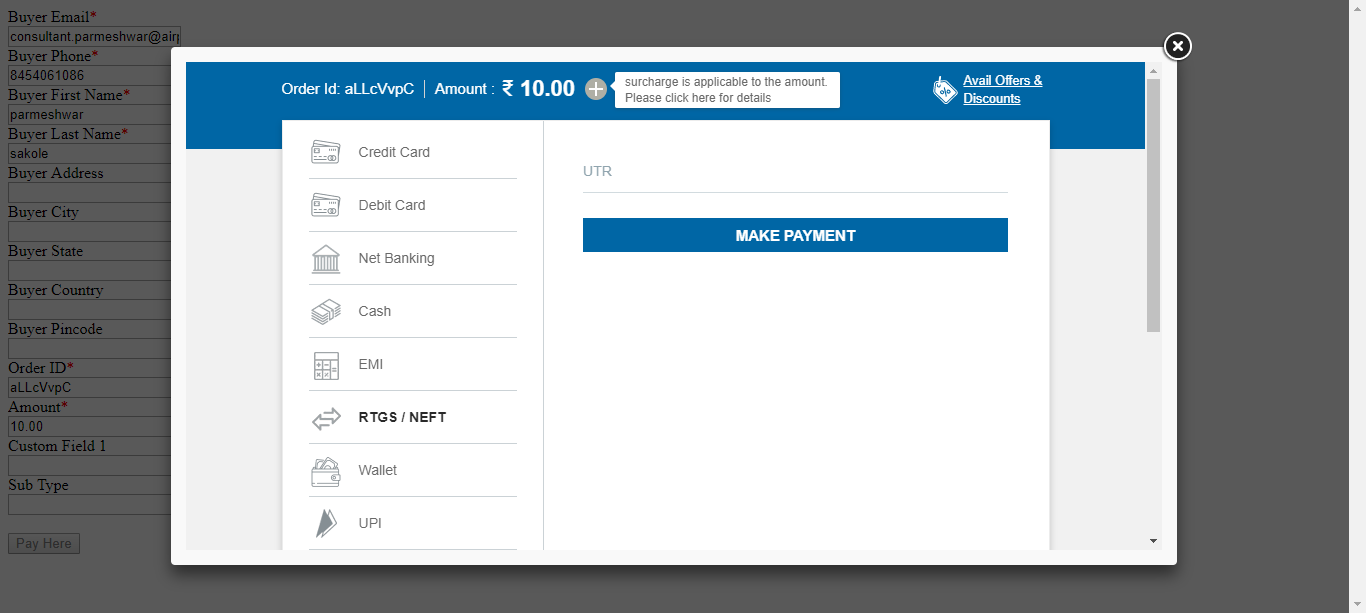 Buyer Email*
consultant.parmeshwar@air
Buyer Phone*
8454061086
Buyer First Name*
parmeshwar
Buyer Last Name*
sakole
Buyer Address
Buyer City
Buyer State
Buyer Country
Buyer Pincode
Order ID*
aLLcVvpC
Amount*
10.00
Custom Field 1
Sub Type
Pay Here
Order Id: aLLcVvpC
Amount : ₹ 10.00
surcharge is applicable to the amount.
Please click here for details
Avail Offers &
Discounts
Credit Card
Debit Card
Net Banking
Cash
EMI
RTGS / NEFT
Wallet
UPI
UTR
MAKE PAYMENT